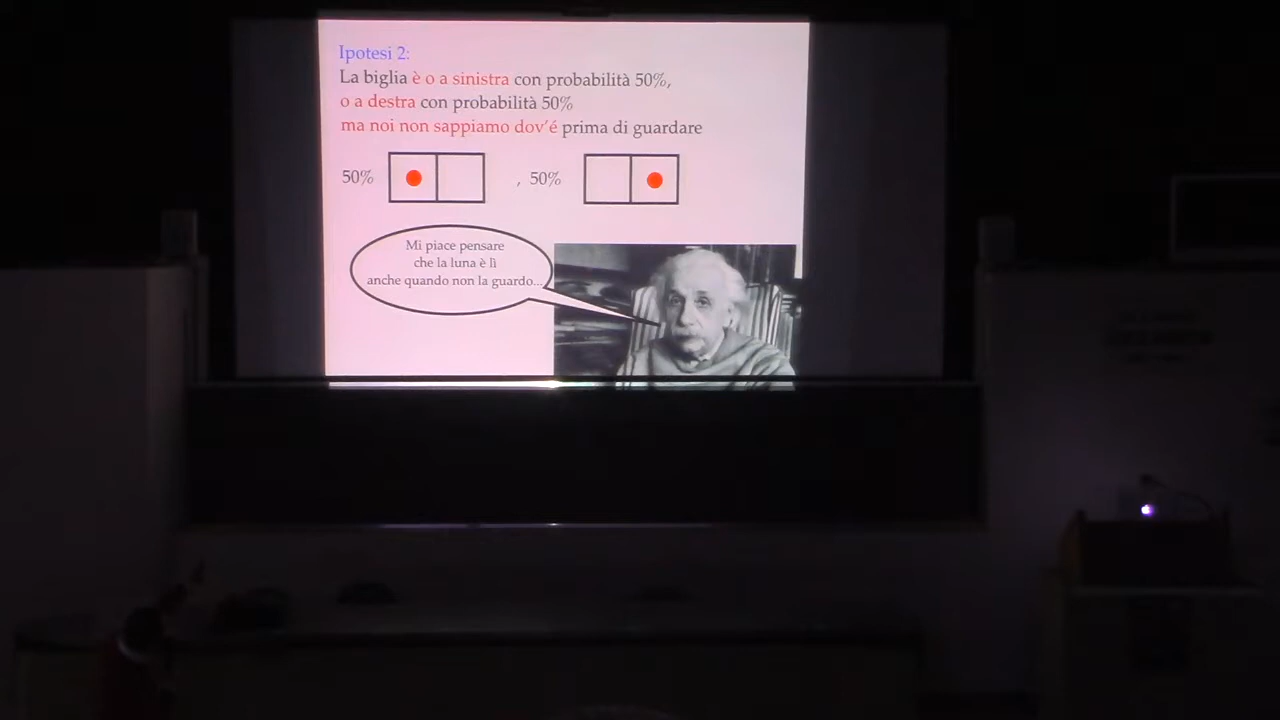 Ipotesi 2:
La biglia è o a sinistra con probabilità 50%,
o a destra con probabilità 50%
ma noi non sappiamo dov'é prima di guardare
50% , 50%
Mi piace pensare
che la luna è lì
anche quando non la guardo...